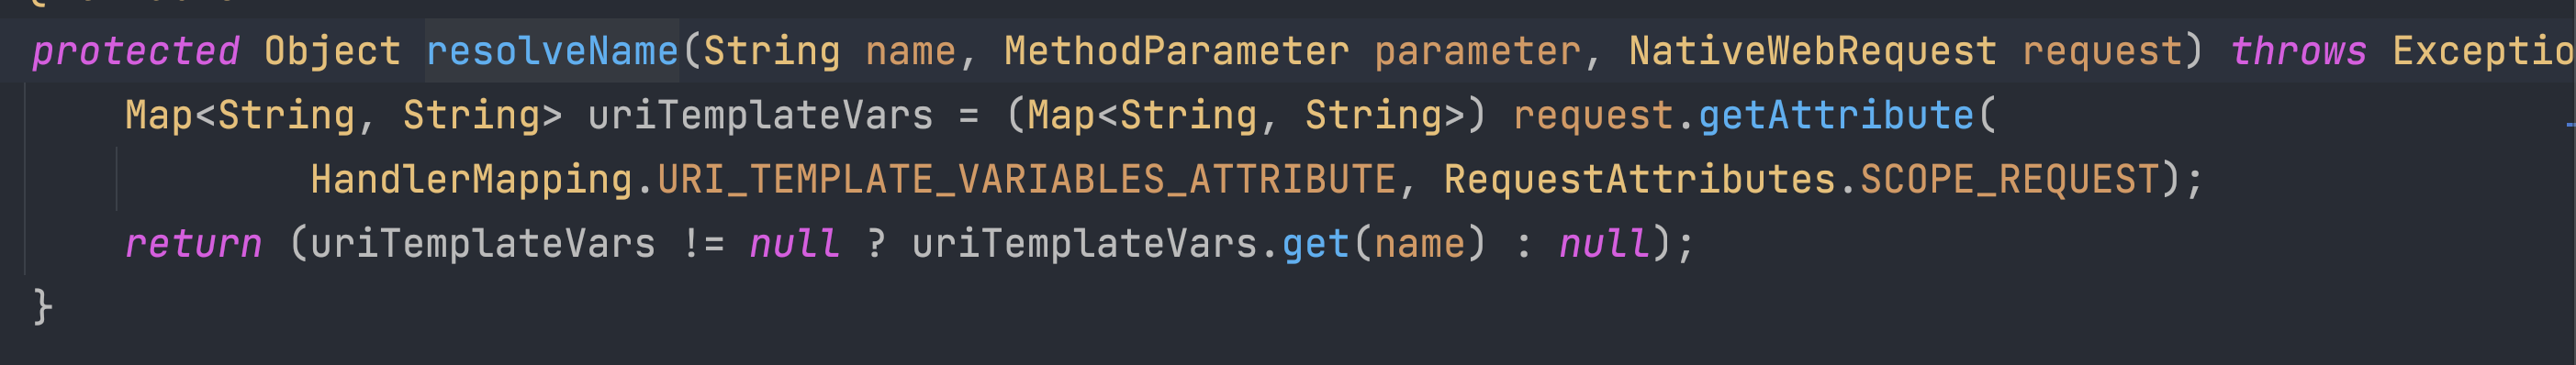 protected Object resolveName(String name, MethodParameter parameter, NativeWebRequest request) throws Exceptio
Map<String, String> uriTemplateVars = (Map<String, String>) request.getAttribute(
HandlerMapping.URI_TEMPLATE_VARIABLES_ATTRIBUTE, RequestAttributes.SCOPE_REQUEST);
return (uriTemplateVars != null ? uriTemplateVars.get(name) : null);
}